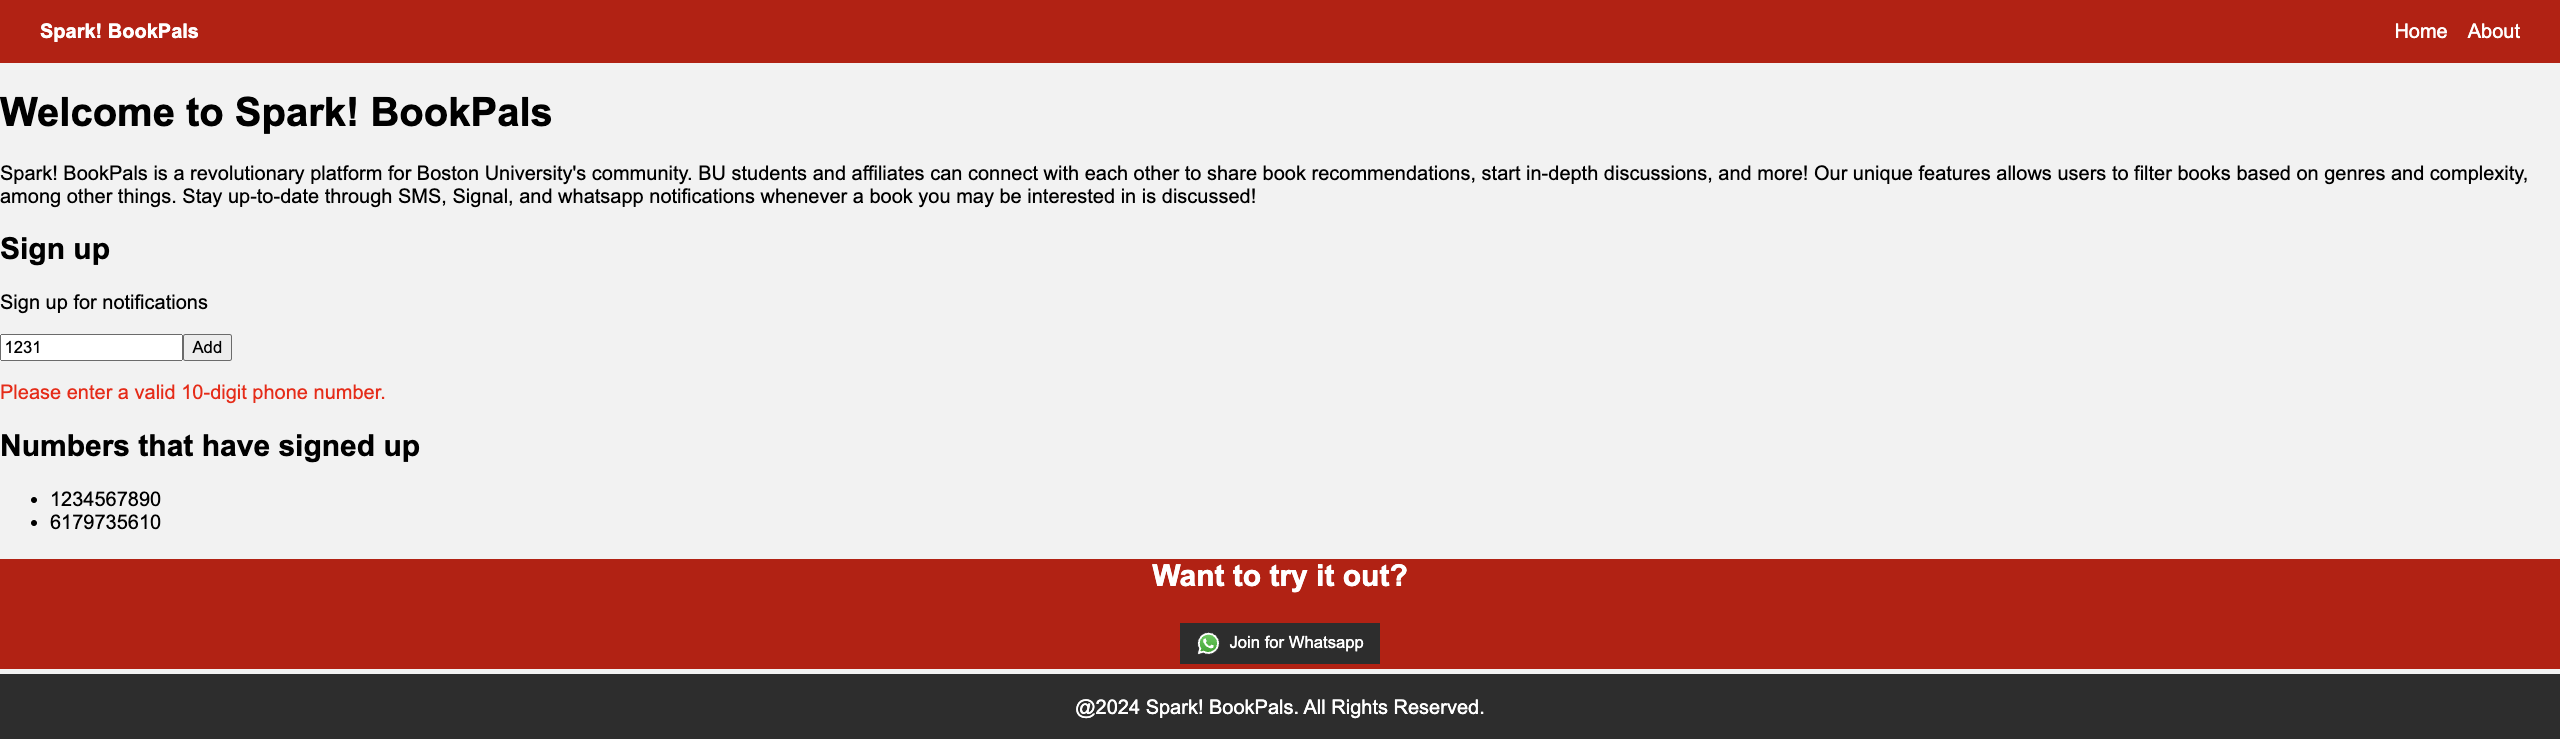 Spark! BookPals
Home About
Welcome to Spark! BookPals
Spark! BookPals is a revolutionary platform for Boston University's community. BU students and affiliates can connect with each other to share book recommendations, start in-depth discussions, and more! Our unique features allows users to filter books based on genres and complexity,
among other things. Stay up-to-date through SMS, Signal, and whatsapp notifications whenever a book you may be interested in is discussed!
Sign up
Sign up for notifications
1231 Add
Please enter a valid 10-digit phone number.
Numbers that have signed up
1234567890
6179735610
Want to try it out?
Join for Whatsapp
@2024 Spark! BookPals. All Rights Reserved.